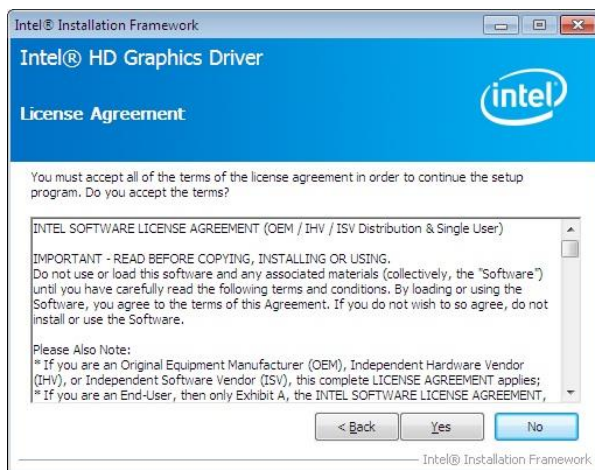 Intel® Installation Framework
Intel® HD Graphics Driver
License Agreement
intel
You must accept all of the terms of the license agreement in order to continue the setup
program. Do you accept the terms?
INTEL SOFTWARE LICENSE AGREEMENT (OEM / IHV / ISV Distribution & Single User)
IMPORTANT - READ BEFORE COPYING, INSTALLING OR USING.
Do not use or load this software and any associated materials (collectively, the "Software")
until you have carefully read the following terms and conditions. By loading or using the
Software, you agree to the terms of this Agreement. If you do not wish to so agree, do not
install or use the Software.
Please Also Note:
* If you are an Original Equipment Manufacturer (OEM), Independent Hardware Vendor
(IHV), or Independent Software Vendor (ISV), this complete LICENSE AGREEMENT applies;
* If you are an End-User, then only Exhibit A, the INTEL SOFTWARE LICENSE AGREEMENT,
< Back Yes No
Intel® Installation Framework